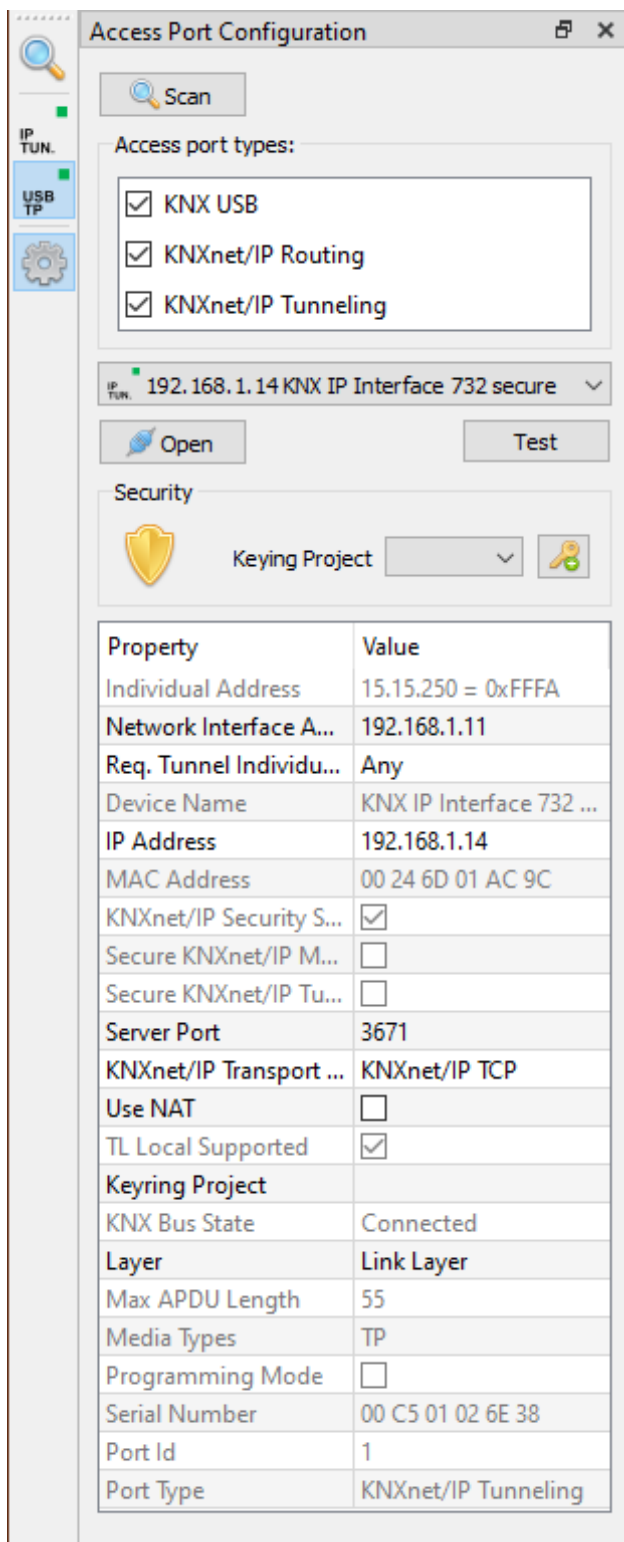 Access Port Configuration
Scan
IP
TUN.
Access port types:
USB
TP
KNX USB
KNXnet/IP Routing
KNXnet/IP Tunneling
IP TUN. 192.168.1.14 KNX IP Interface 732 secure
Open Test
Security
Keying Project
Property Value
Individual Address 15.15.250 = 0xFFFA
Network Interface A... 192.168.1.11
Req. Tunnel Individu... Any
Device Name KNX IP Interface 732 ...
IP Address 192.168.1.14
MAC Address 00 24 6D 01 AC 9C
KNXnet/IP Security S...
Secure KNXnet/IP M...
Secure KNXnet/IP Tu...
Server Port 3671
KNXnet/IP Transport ... KNXnet/IP TCP
Use NAT
TL Local Supported
Keyring Project
KNX Bus State Connected
Layer Link Layer
Max APDU Length 55
Media Types TP
Programming Mode
Serial Number 00 C5 01 02 6E 38
Port Id 1
Port Type KNXnet/IP Tunneling